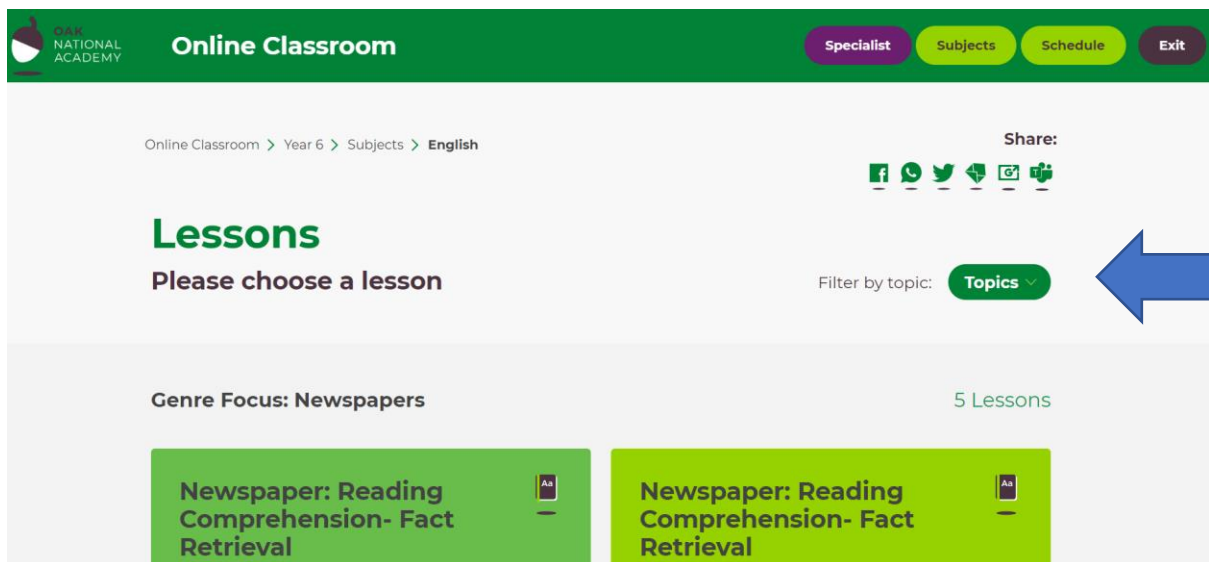 OAK
NATIONAL
ACADEMY
Online Classroom
Specialist
Subjects
Schedule
Exit
Online Classroom > Year 6 > Subjects > English
Share:
Lessons
Please choose a lesson
Filter by topic:
Topics
Genre Focus: Newspapers
5 Lessons
Newspaper: Reading
Comprehension- Fact
Retrieval
Aa
Newspaper: Reading
Comprehension- Fact
Retrieval
Aa